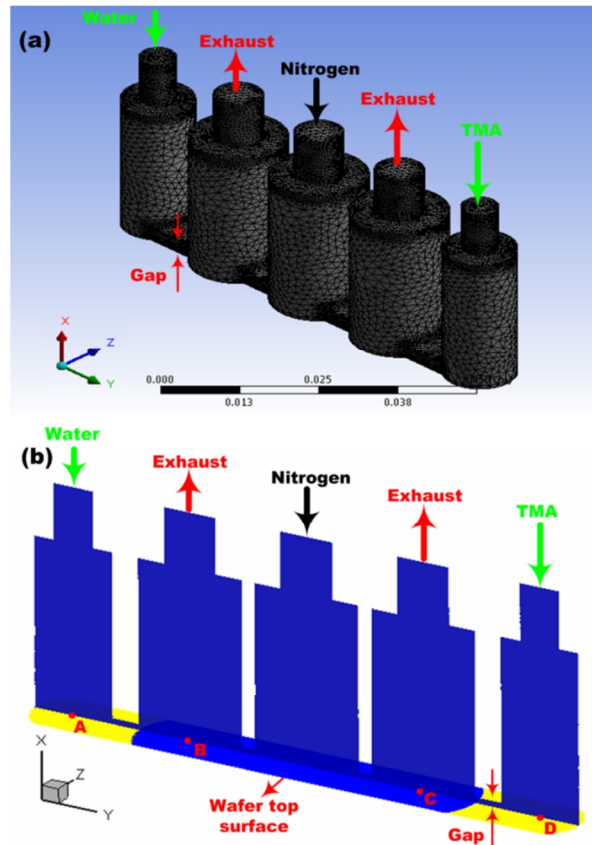 (a)
Water
Exhaust
Nitrogen
Exhaust
TMA
Gap
X
Z
Y
0.000
0.025
0.013
0.038
(b)
Water
Exhaust
Nitrogen
Exhaust
TMA
A
B
C
D
X
Z
Y
Wafer top
surface
Gap